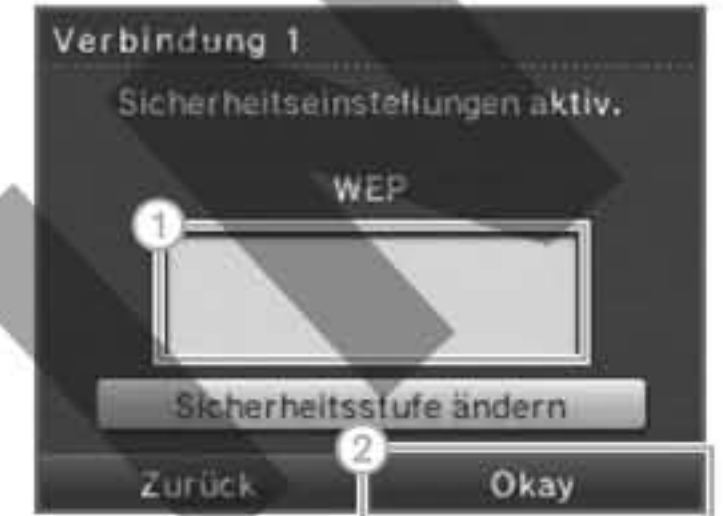 Verbindung 1
Sicherheitseinstellungen aktiv.
WEP
1
Sicherheitsstufe ändern
2
Zurück
Okay